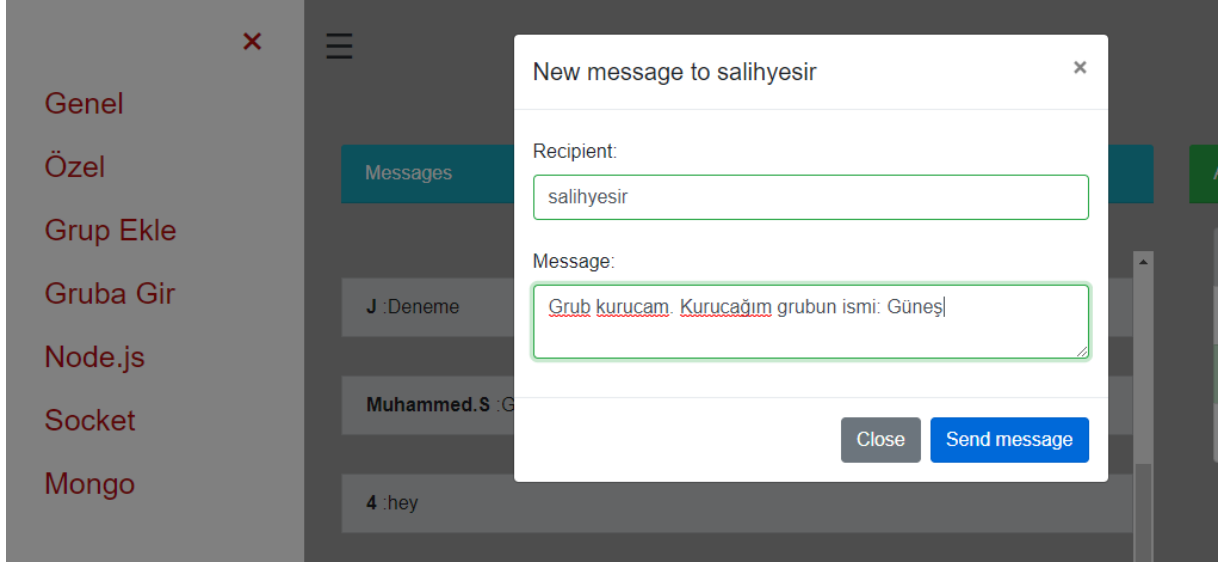 ×
Genel
Özel
Grup Ekle
Gruba Gir
Node.js
Socket
Mongo
☰
Messages
J :Deneme
Muhammed.S :G
4 :hey
New message to salihyesir
×
Recipient:
salihyesir
Message:
Grub kurucam. Kurucağım grubun ismi: Güneş
Close
Send message